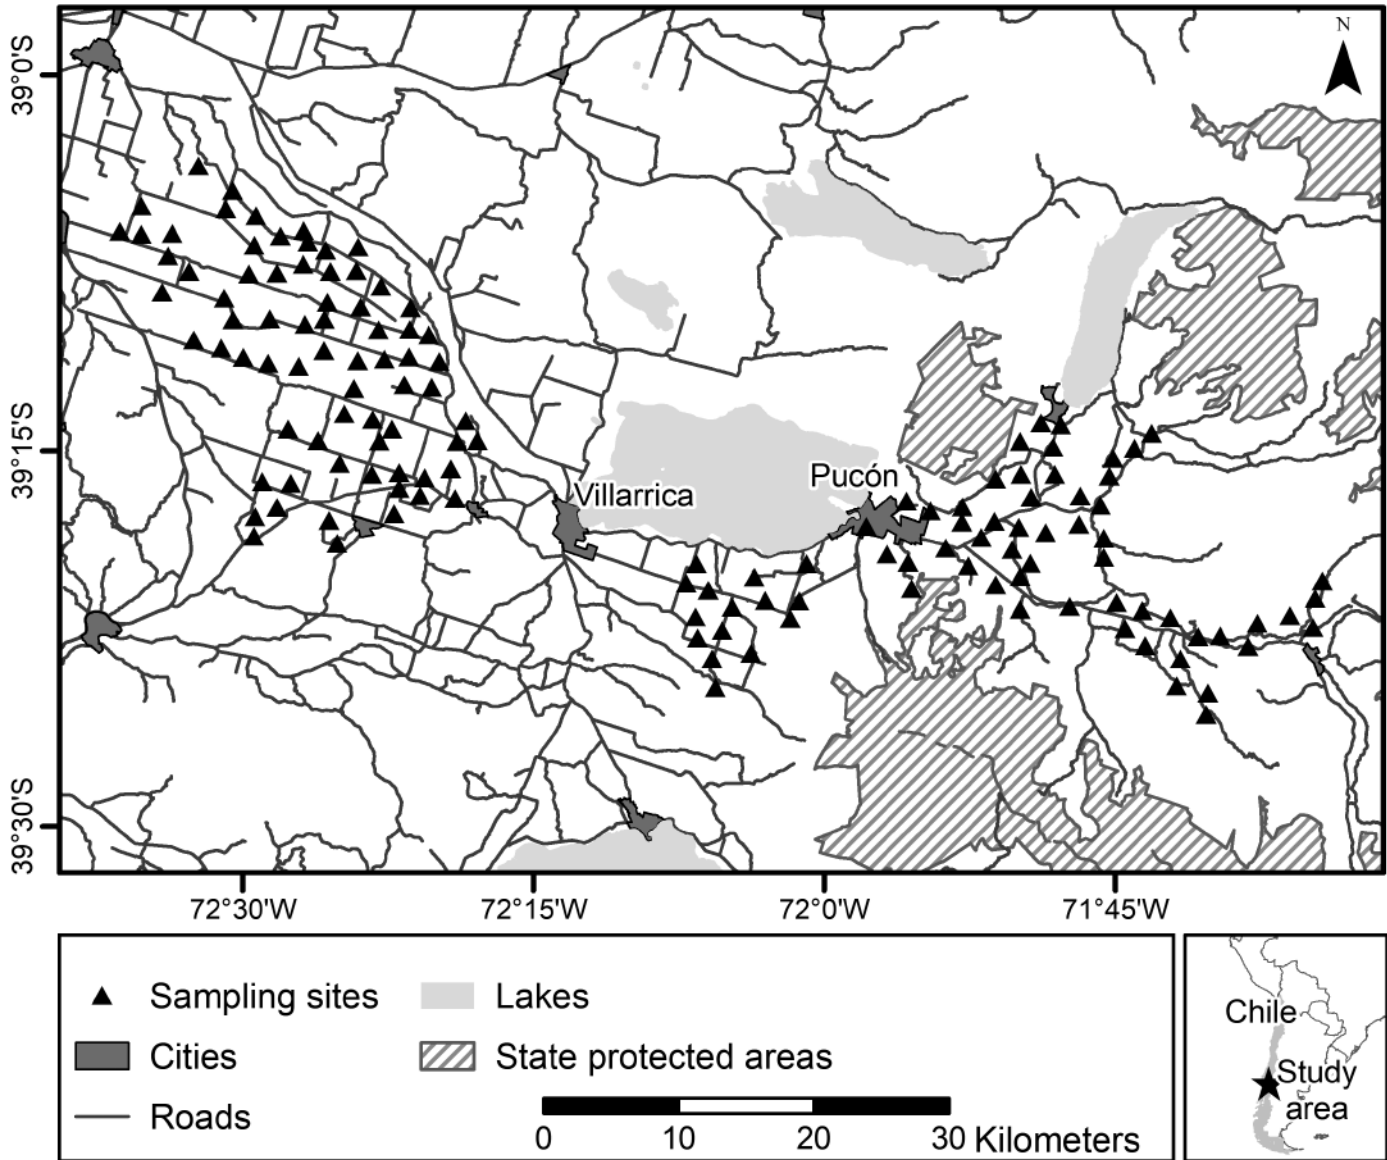 N
39°0'S
39°15'S
39°30'S
Pucón
Villarrica
72°30'W
72°15'W
72°0'W
71°45'W
Sampling sites
Lakes
Cities
State protected areas
Roads
0
10
20
30 Kilometers
Chile
Study
area